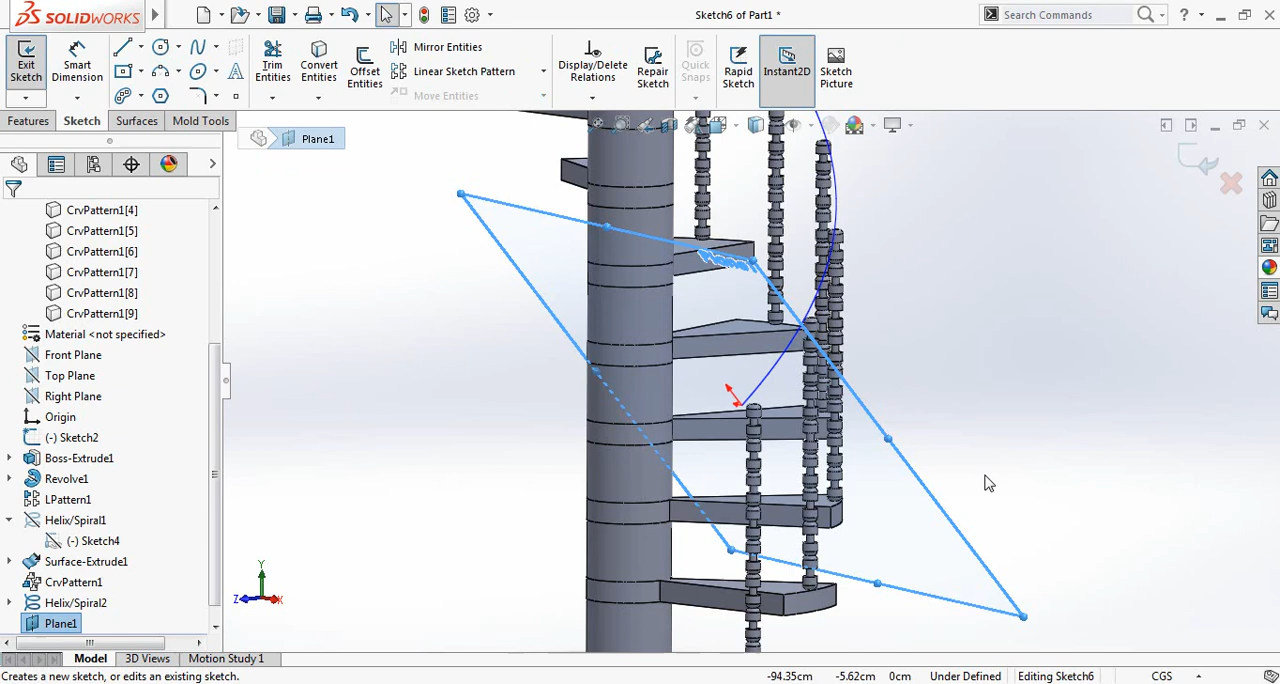 SOLIDWORKS
Sketch6 of Part1 *
Search Commands
?
Exit Sketch
Smart Dimension
Trim Entities
Convert Entities
Offset Entities
Mirror Entities
Linear Sketch Pattern
Move Entities
Display/Delete Relations
Repair Sketch
Quick Snaps
Rapid Sketch
Instant2D
Sketch Picture
Features
Sketch
Surfaces
Mold Tools
Plane1
CrvPattern1[4]
CrvPattern1[5]
CrvPattern1[6]
CrvPattern1[7]
CrvPattern1[8]
CrvPattern1[9]
Material <not specified>
Front Plane
Top Plane
Right Plane
Origin
(-) Sketch2
Boss-Extrude1
Revolve1
LPattern1
Helix/Spiral1
(-) Sketch4
Surface-Extrude1
CrvPattern1
Helix/Spiral2
Plane1
Y
Z
X
Model
3D Views
Motion Study 1
Creates a new sketch, or edits an existing sketch.
-94.35cm
-5.62cm
0cm
Under Defined
Editing Sketch6
CGS